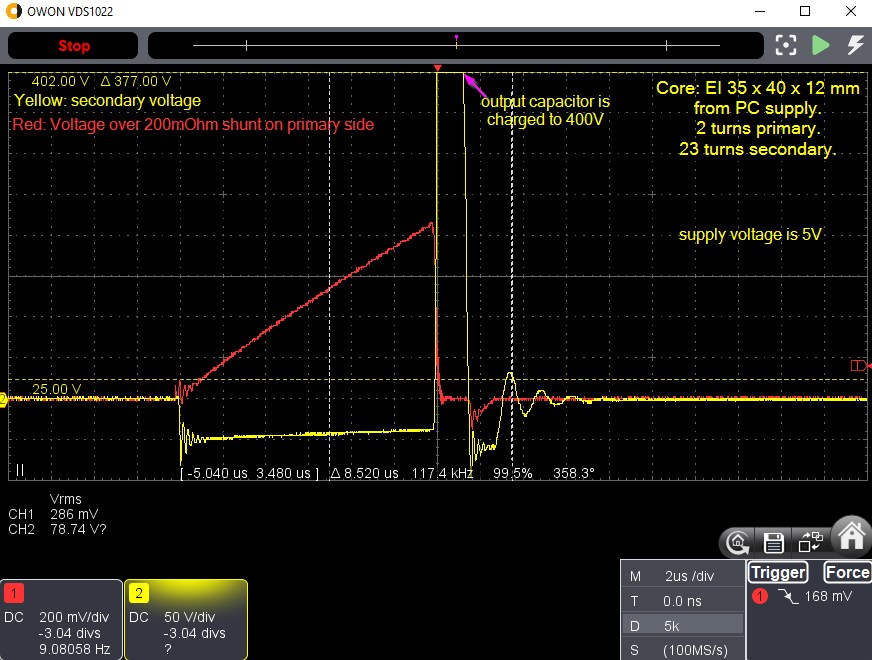 OWON VDS1022
Stop
402.00 V Δ 377.00 V
Yellow: secondary voltage
Red: Voltage over 200mOhm shunt on primary side
output capacitor is
charged to 400V
Core: EI 35 x 40 x 12 mm
from PC supply.
2 turns primary.
23 turns secondary.
supply voltage is 5V
25.00 V
2
II
[ -5.040 us 3.480 us ] Δ 8.520 us 117.4 kHz 99.5% 358.3°
Vrms
CH1 286 mV
CH2 78.74 V?
1
DC 200 mV/div
-3.04 divs
9.08058 Hz
2
DC 50 V/div
-3.04 divs
?
M 2us /div
T 0.0 ns
D 5k
S (100MS/s)
Trigger Force
1 168 mV